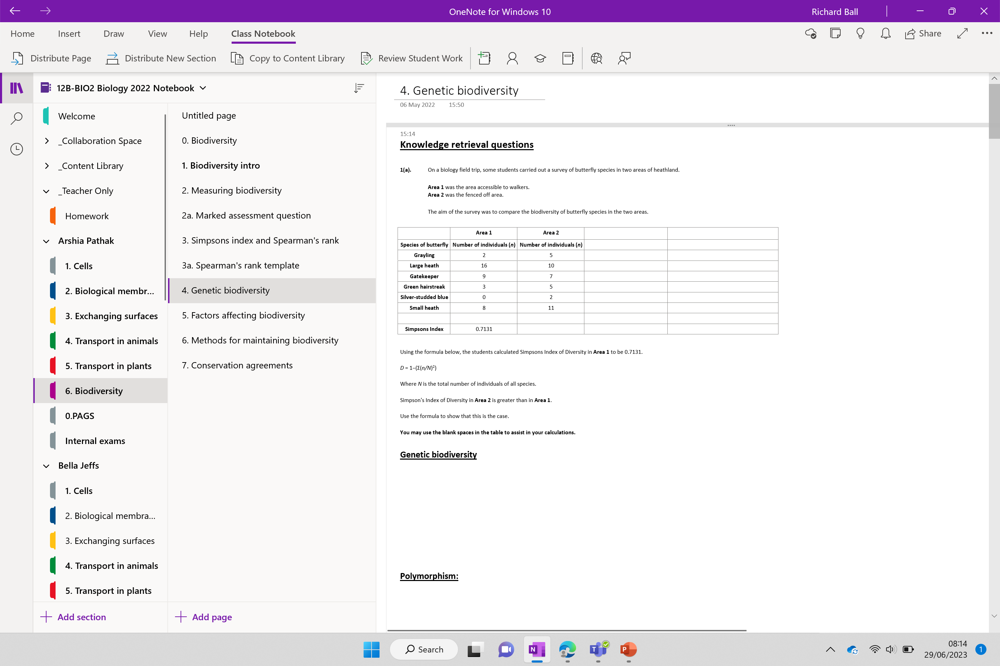 OneNote for Windows 10
Richard Ball
Home Insert Draw View Help Class Notebook
Share
Distribute Page Distribute New Section Copy to Content Library Review Student Work
12B-BIO2 Biology 2022 Notebook
Welcome
_Collaboration Space
_Content Library
_Teacher Only
Homework
Arshia Pathak
1. Cells
2. Biological membr...
3. Exchanging surfaces
4. Transport in animals
5. Transport in plants
6. Biodiversity
0.PAGS
Internal exams
Bella Jeffs
1. Cells
2. Biological membra...
3. Exchanging surfaces
4. Transport in animals
5. Transport in plants
Add section
Untitled page
0. Biodiversity
1. Biodiversity intro
2. Measuring biodiversity
2a. Marked assessment question
3. Simpsons index and Spearman's rank
3a. Spearman's rank template
4. Genetic biodiversity
5. Factors affecting biodiversity
6. Methods for maintaining biodiversity
7. Conservation agreements
Add page
4. Genetic biodiversity
06 May 2022 15:50
15:14
Knowledge retrieval questions
1(a). On a biology field trip, some students carried out a survey of butterfly species in two areas of heathland.
Area 1 was the area accessible to walkers.
Area 2 was the fenced off area.
The aim of the survey was to compare the biodiversity of butterfly species in the two areas.
Area 1 Area 2
Species of butterfly Number of individuals (n) Number of individuals (n)
Grayling 2 5
Large heath 16 10
Gatekeeper 9 7
Green hairstreak 3 5
Silver-studded blue 0 2
Small heath 8 11
Simpsons Index 0.7131
Using the formula below, the students calculated Simpsons Index of Diversity in Area 1 to be 0.7131.
D = 1–(Σ(n/N)²)
Where N is the total number of individuals of all species.
Simpson's Index of Diversity in Area 2 is greater than in Area 1.
Use the formula to show that this is the case.
You may use the blank spaces in the table to assist in your calculations.
Genetic biodiversity
Polymorphism:
Search
08:14
29/06/2023
1